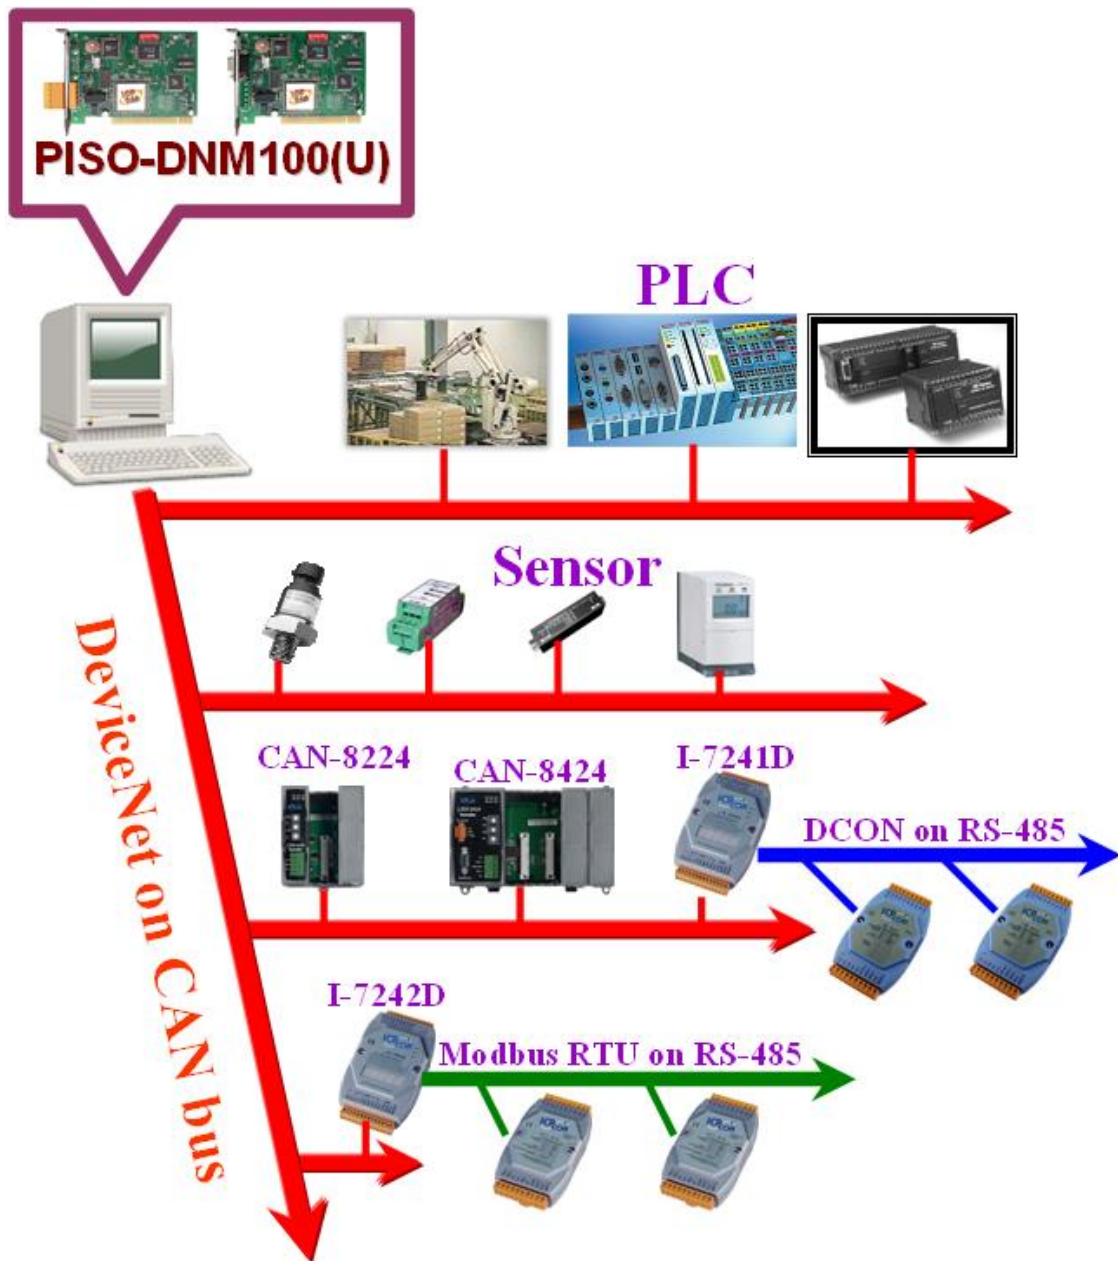 PISO-DNM100(U)
PLC
Sensor
DeviceNet on CAN bus
CAN-8224
CAN-8424
I-7241D
DCON on RS-485
I-7242D
Modbus RTU on RS-485